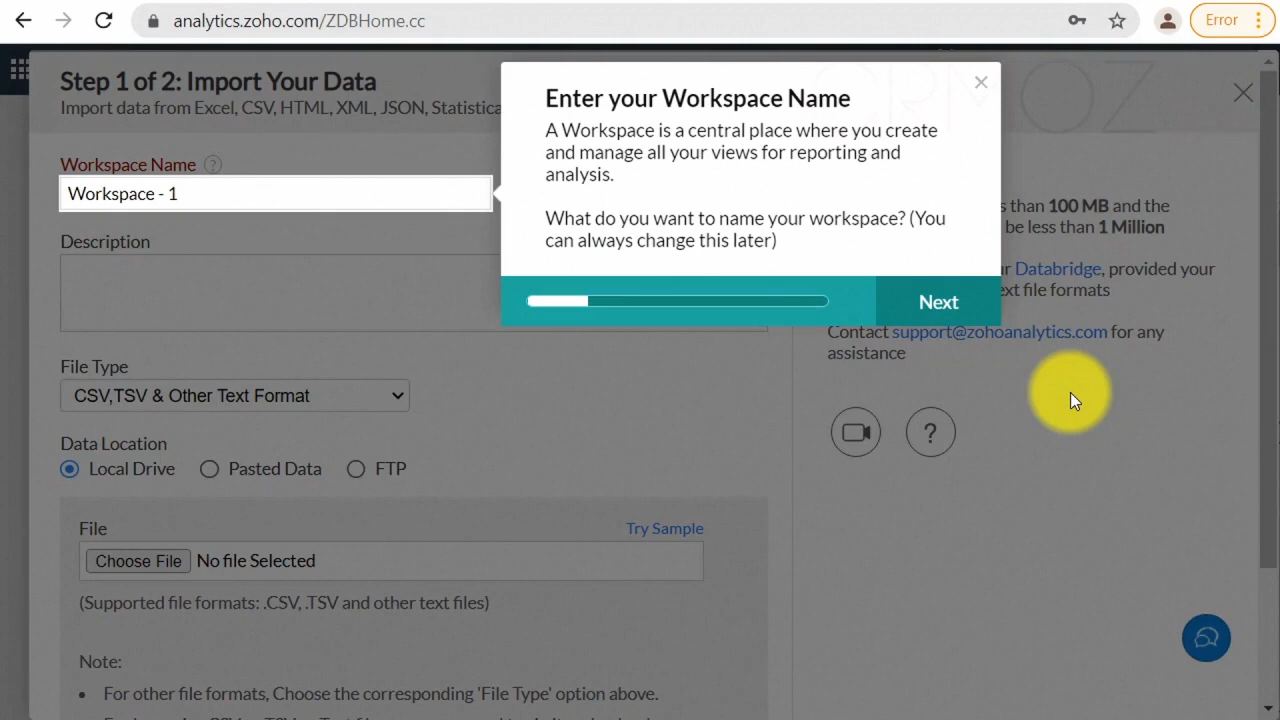 analytics.zoho.com/ZDBHome.cc
Error
Step 1 of 2: Import Your Data
Import data from Excel, CSV, HTML, XML, JSON, Statistica
Workspace Name ?
Workspace - 1
Enter your Workspace Name
A Workspace is a central place where you create
and manage all your views for reporting and
analysis.
What do you want to name your workspace? (You
can always change this later)
Next
Description
File Type
CSV,TSV & Other Text Format
Data Location
Local Drive
Pasted Data
FTP
File
Try Sample
Choose File No file Selected
(Supported file formats: .CSV, .TSV and other text files)
Note:
• For other file formats, Choose the corresponding 'File Type' option above.
s than 100 MB and the
be less than 1 Million
r Databridge, provided your
ext file formats
Contact support@zohoanalytics.com for any
assistance
?
CRMOZ